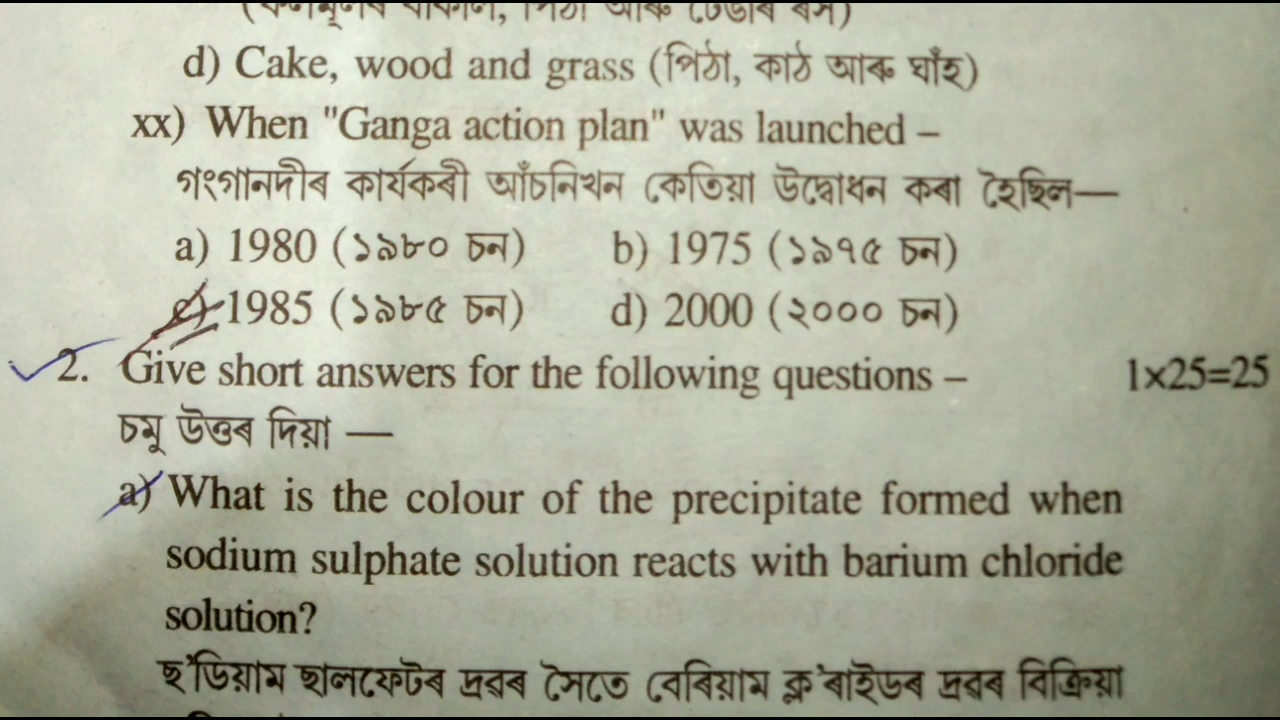 d) Cake, wood and grass (পিঠা, কাঠ আৰু ঘাঁহ)
xx) When "Ganga action plan" was launched –
গংগানদীৰ কাৰ্যকৰী আঁচনিখন কেতিয়া উদ্বোধন কৰা হৈছিল—
a) 1980 (১৯৮০ চন) b) 1975 (১৯৭৫ চন)
c) 1985 (১৯৮৫ চন) d) 2000 (২০০০ চন)
2. Give short answers for the following questions – 1×25=25
চমু উত্তৰ দিয়া —
a) What is the colour of the precipitate formed when
sodium sulphate solution reacts with barium chloride
solution?
ছ'ডিয়াম ছালফেটৰ দ্ৰৱৰ সৈতে বেৰিয়াম ক্ল'ৰাইডৰ দ্ৰৱৰ বিক্ৰিয়া